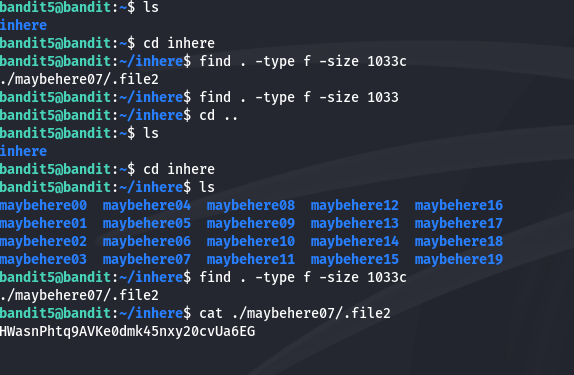 bandit5@bandit:~$ ls
inhere
bandit5@bandit:~$ cd inhere
bandit5@bandit:~/inhere$ find . -type f -size 1033c
./maybehere07/.file2
bandit5@bandit:~/inhere$ find . -type f -size 1033
bandit5@bandit:~/inhere$ cd ..
bandit5@bandit:~$ ls
inhere
bandit5@bandit:~$ cd inhere
bandit5@bandit:~/inhere$ ls
maybehere00  maybehere04  maybehere08  maybehere12  maybehere16
maybehere01  maybehere05  maybehere09  maybehere13  maybehere17
maybehere02  maybehere06  maybehere10  maybehere14  maybehere18
maybehere03  maybehere07  maybehere11  maybehere15  maybehere19
bandit5@bandit:~/inhere$ find . -type f -size 1033c
./maybehere07/.file2
bandit5@bandit:~/inhere$ cat ./maybehere07/.file2
HWasnPhtq9AVKe0dmk45nxy20cvUa6EG